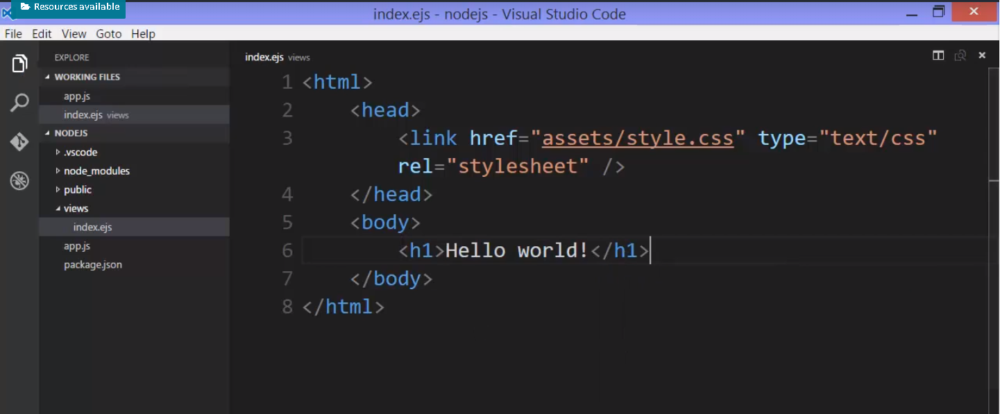 Resources available
index.ejs - nodejs - Visual Studio Code
File Edit View Goto Help
EXPLORE
WORKING FILES
app.js
index.ejs views
NODEJS
.vscode
node_modules
public
views
index.ejs
app.js
package.json
index.ejs views
1 <html>
2 <head>
3 <link href="assets/style.css" type="text/css"
rel="stylesheet" />
4 </head>
5 <body>
6 <h1>Hello world!</h1>
7 </body>
8 </html>